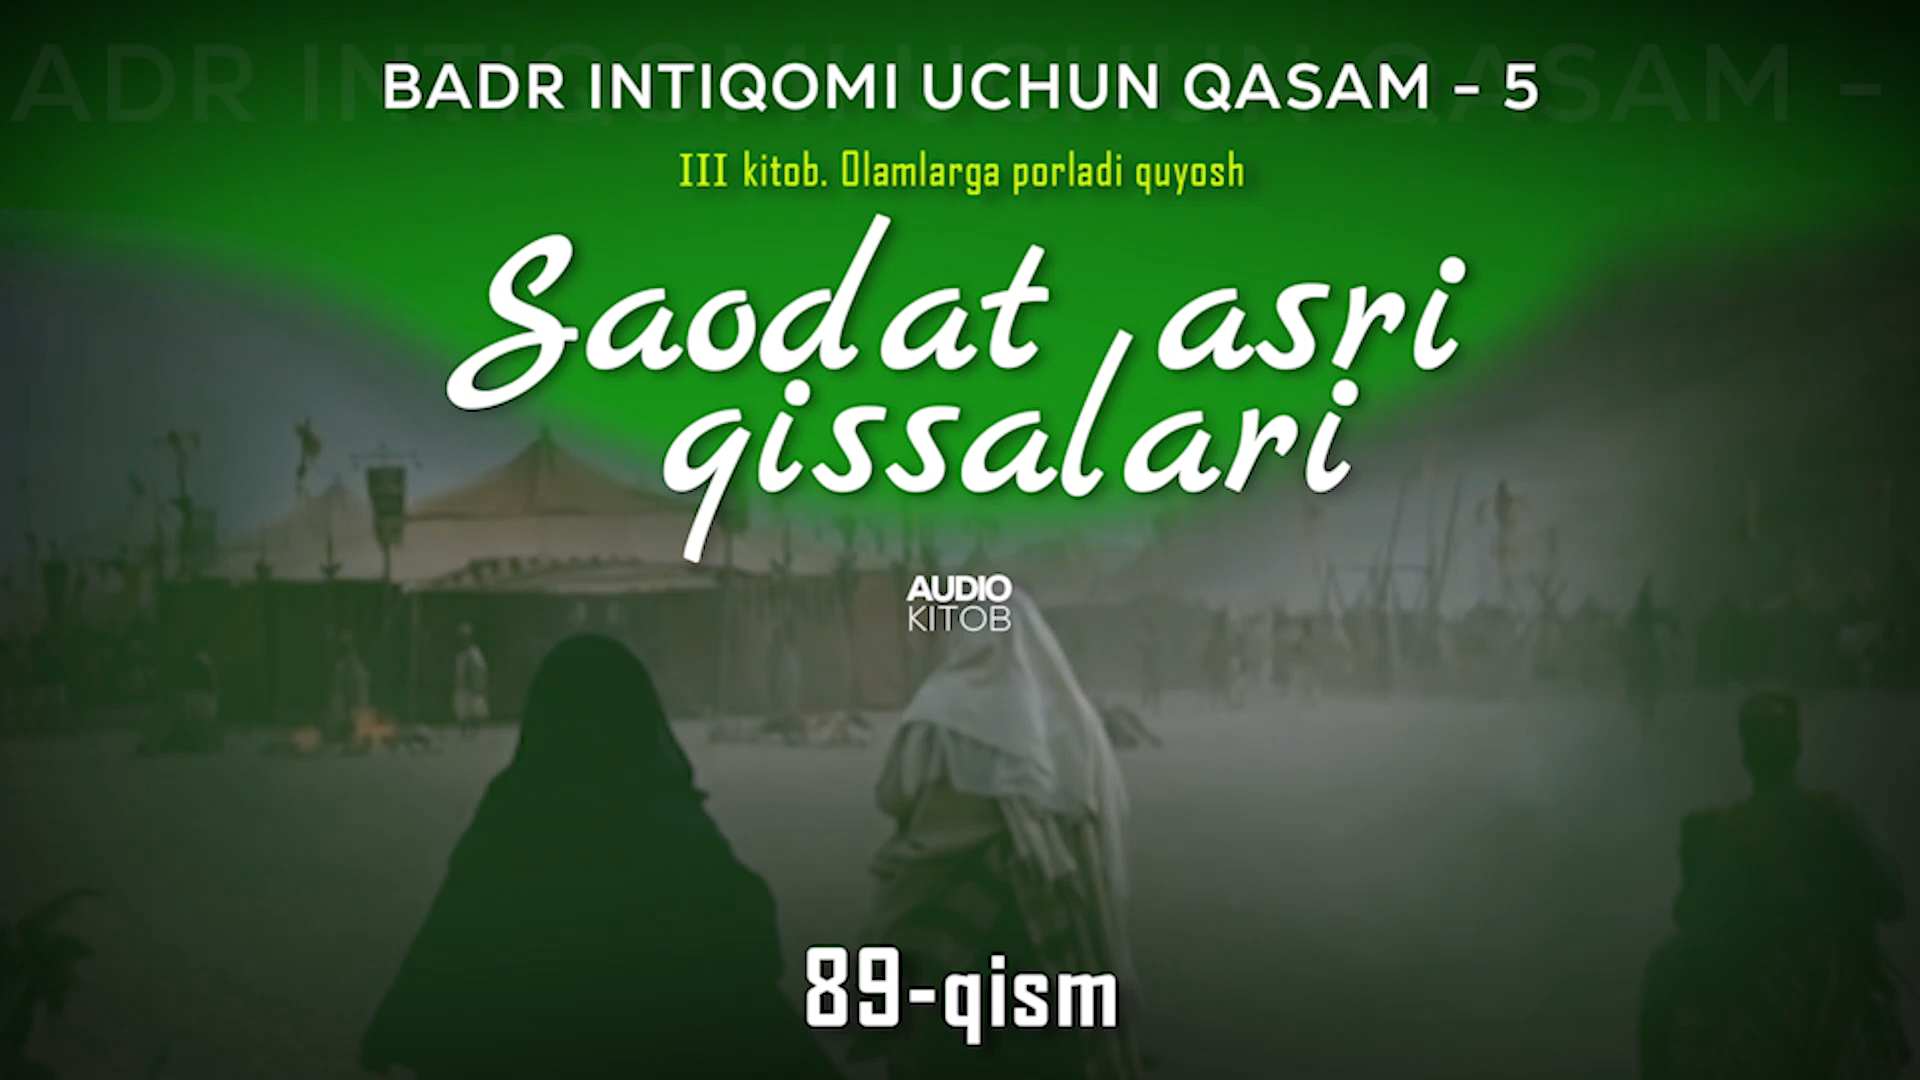 BADR INTIQOMI UCHUN QASAM - 5
III kitob. Olamlarga porladi quyosh
Saodat asri
qissalari
AUDIO
KITOB
89-qism